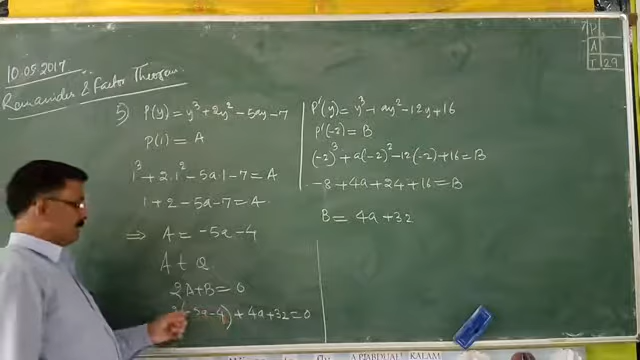 10.05.2017
Remainder & Factor Theorem
5) P(y) = y³ + 2y² - 5ay - 7
P(1) = A
1³ + 2.1² - 5a.1 - 7 = A
1 + 2 - 5a - 7 = A
⇒ A = -5a - 4
A + Q
2A + B = 0
2(-5a - 4) + 4a + 32 = 0
P'(y) = y³ + ay² - 12y + 16
P'(-2) = B
(-2)³ + a(-2)² - 12(-2) + 16 = B
-8 + 4a + 24 + 16 = B
B = 4a + 32
P
A
T 29
KALAM